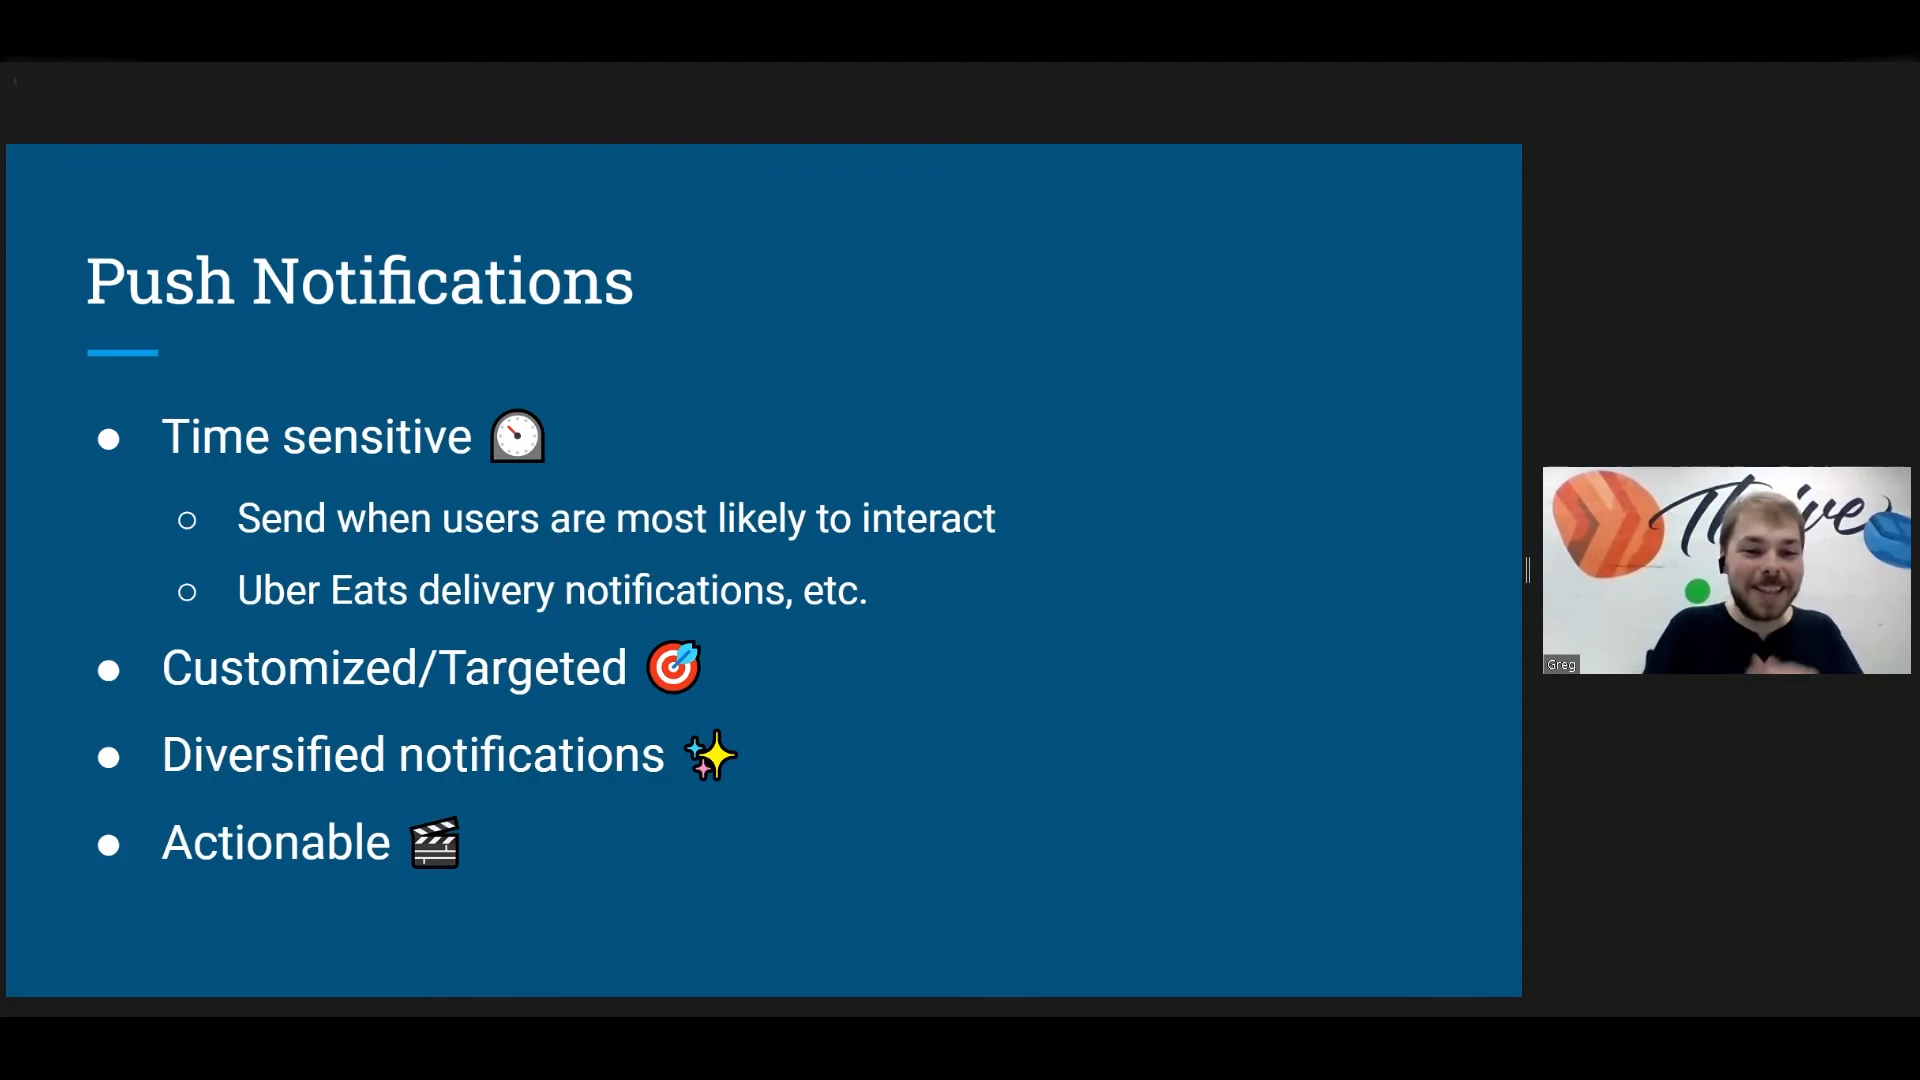 Push Notifications
● Time sensitive
○ Send when users are most likely to interact
○ Uber Eats delivery notifications, etc.
● Customized/Targeted
● Diversified notifications
● Actionable
Thrive
Greg